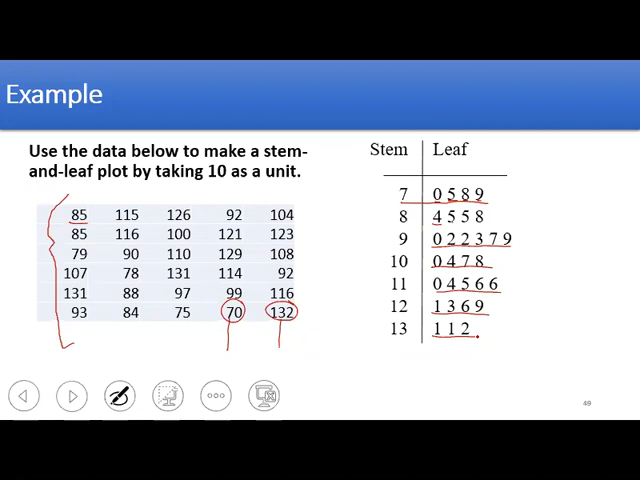 Example
Use the data below to make a stem-
and-leaf plot by taking 10 as a unit.
85 115 126 92 104
85 116 100 121 123
79 90 110 129 108
107 78 131 114 92
131 88 97 99 116
93 84 75 70 132
Stem Leaf
7 0 5 8 9
8 4 5 5 8
9 0 2 2 3 7 9
10 0 4 7 8
11 0 4 5 6 6
12 1 3 6 9
13 1 1 2
49